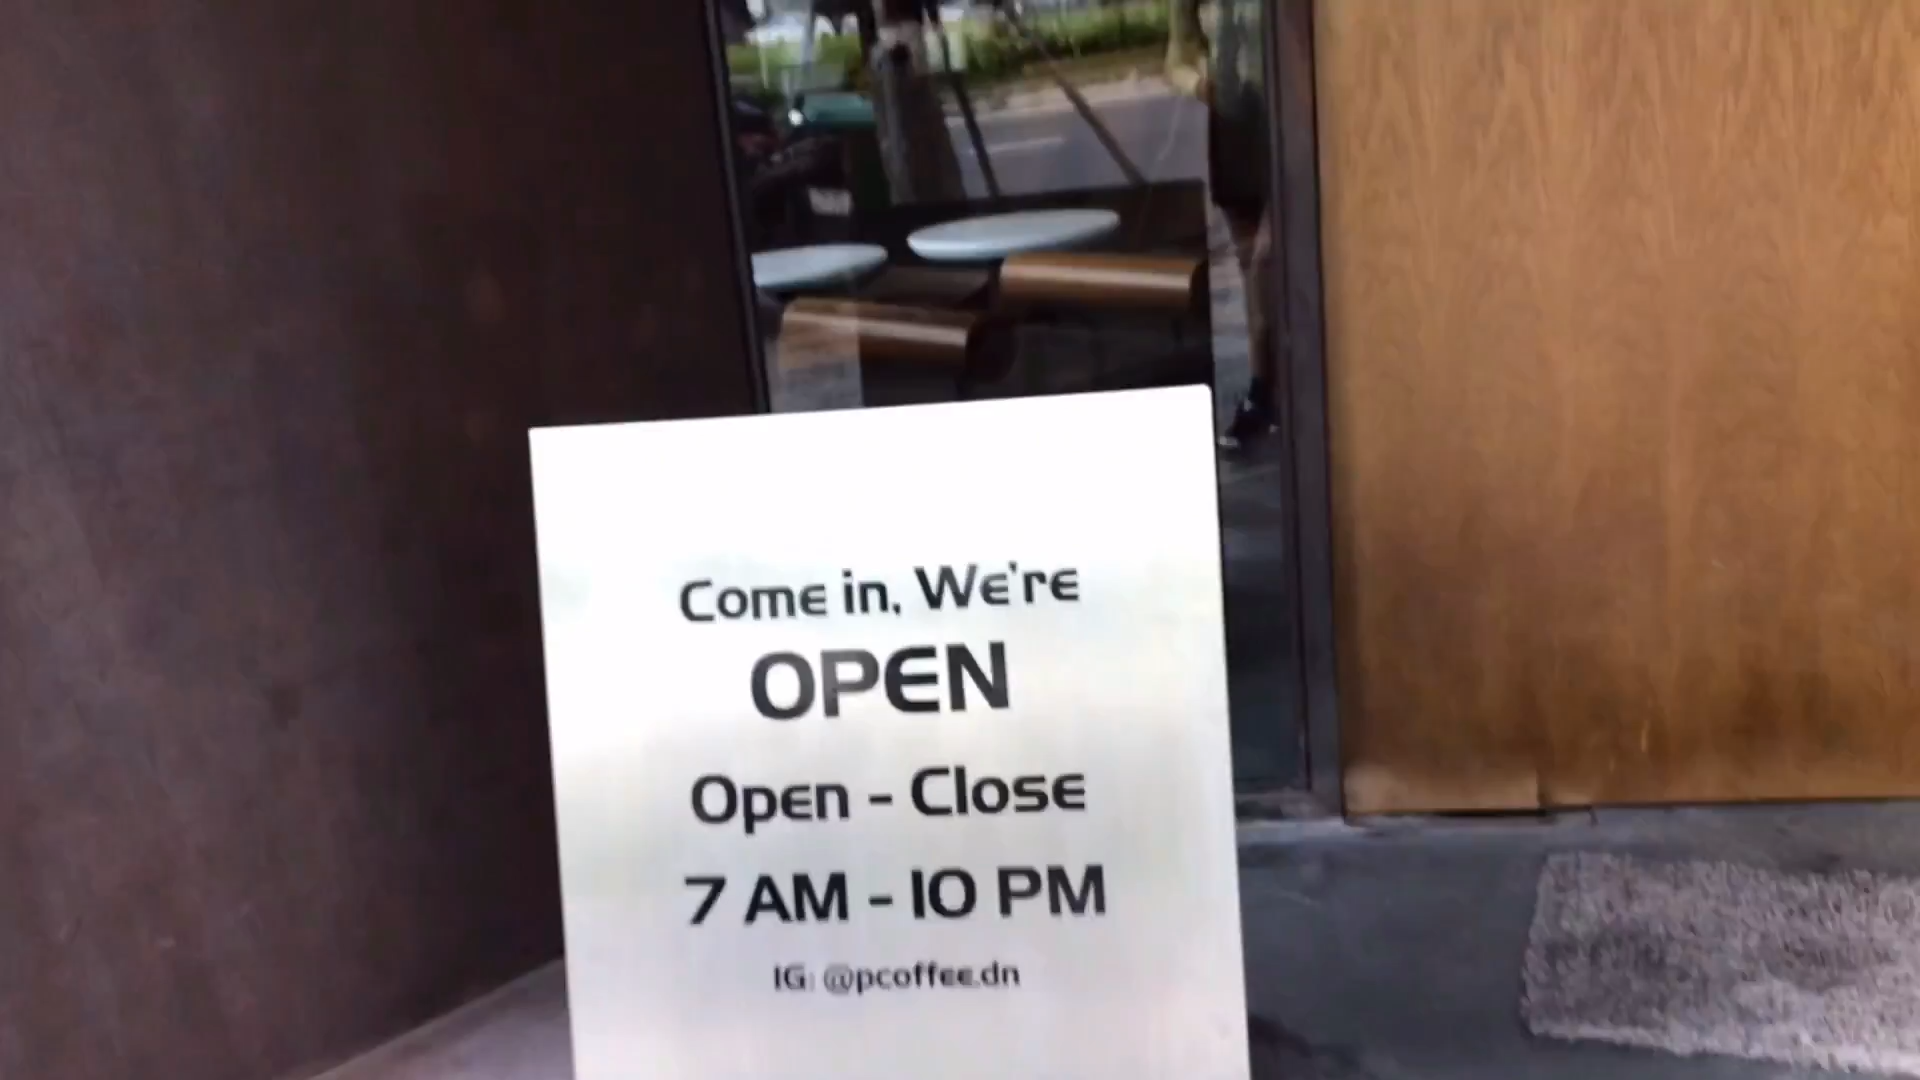 Come in, We're
OPEN
Open - Close
7 AM - 10 PM
IG: @pcoffee.dn